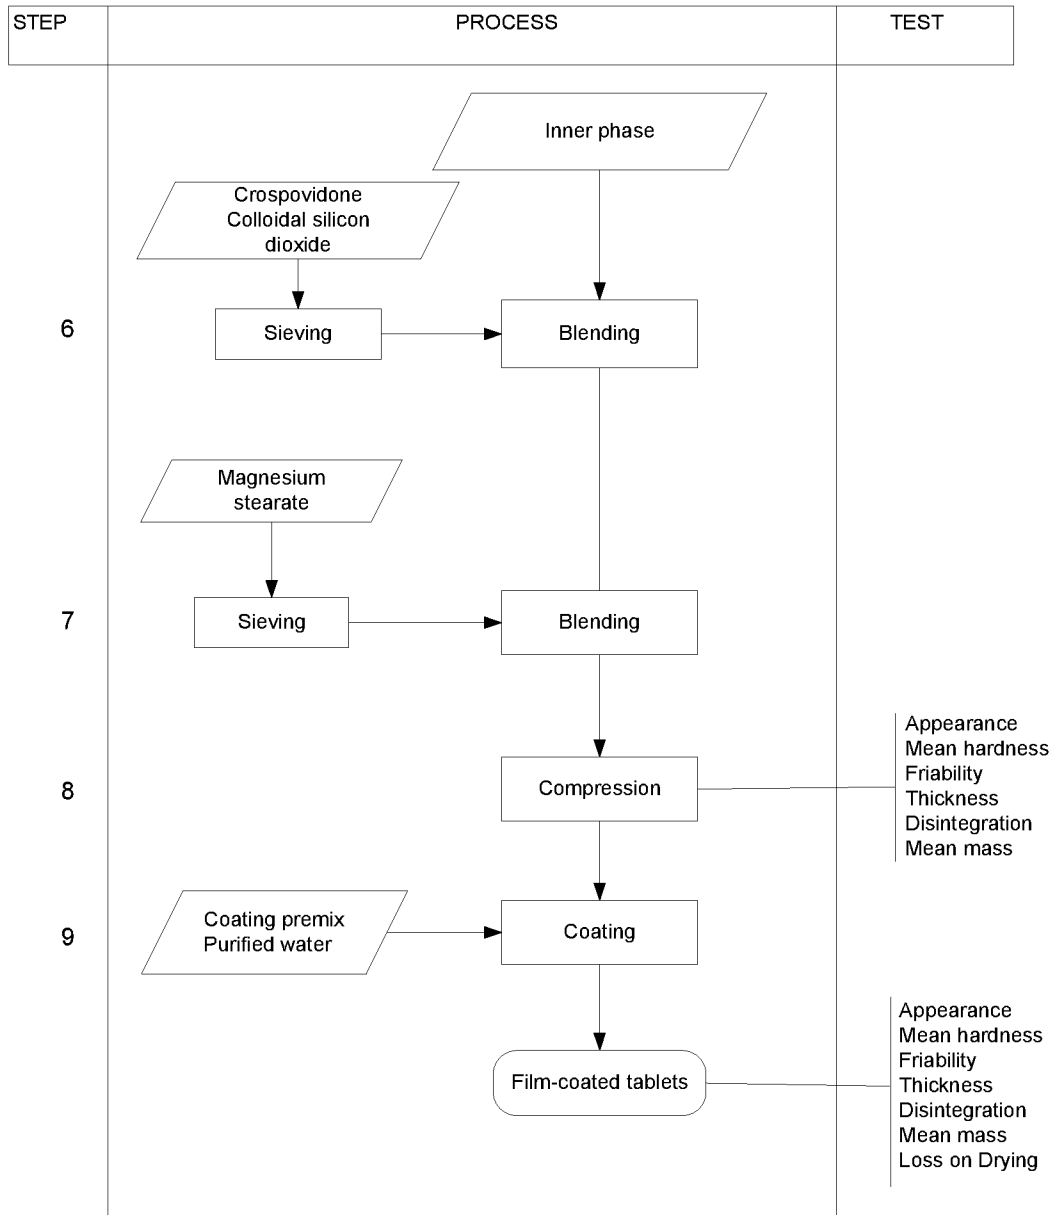 STEP
PROCESS
TEST
Inner phase
Crospovidone
Colloidal silicon
dioxide
6
Sieving
Blending
Magnesium
stearate
7
Sieving
Blending
8
Compression
Appearance
Mean hardness
Friability
Thickness
Disintegration
Mean mass
9
Coating premix
Purified water
Coating
Film-coated tablets
Appearance
Mean hardness
Friability
Thickness
Disintegration
Mean mass
Loss on Drying